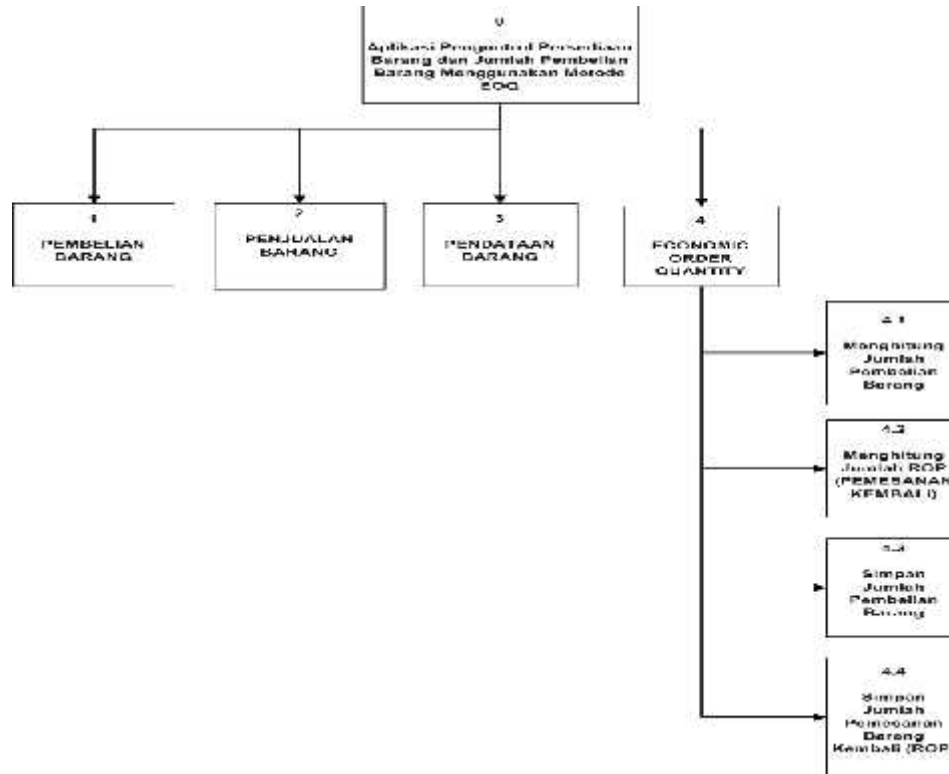 0
Aplikasi Pengontrol Persediaan
Barang dan Jumlah Pembelian
Barang Menggunakan Metode
EOQ
1
PEMBELIAN
BARANG
2
PENJUALAN
BARANG
3
PENDATAAN
BARANG
4
ECONOMIC
ORDER
QUANTITY
4.1
Menghitung
Jumlah
Pembelian
Barang
4.2
Menghitung
Jumlah ROP
(PEMESANAN
KEMBALI)
4.3
Simpan
Jumlah
Pembelian
Barang
4.4
Simpan
Jumlah
Pemesanan
Barang
Kembali (ROP